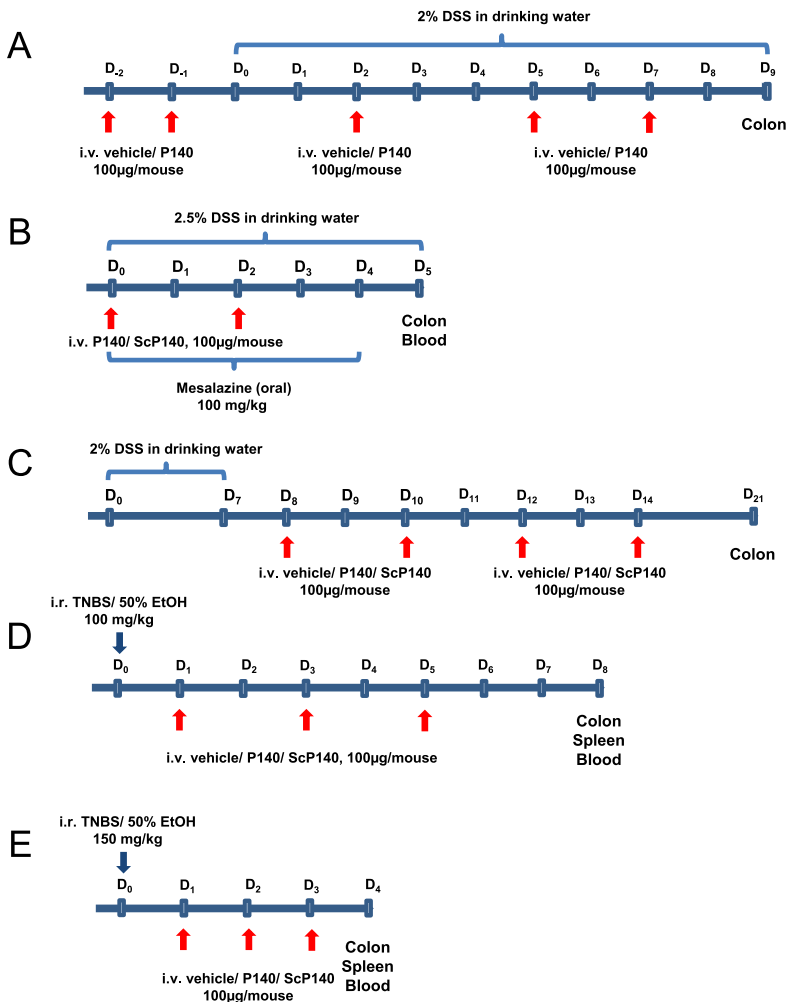 A
2% DSS in drinking water
D-2 D-1 D0 D1 D2 D3 D4 D5 D6 D7 D8 D9
i.v. vehicle/ P140
100µg/mouse
i.v. vehicle/ P140
100µg/mouse
i.v. vehicle/ P140
100µg/mouse
Colon
B
2.5% DSS in drinking water
D0 D1 D2 D3 D4 D5
i.v. P140/ ScP140, 100µg/mouse
Colon
Blood
Mesalazine (oral)
100 mg/kg
C
2% DSS in drinking water
D0 D7 D8 D9 D10 D11 D12 D13 D14 D21
i.v. vehicle/ P140/ ScP140
100µg/mouse
i.v. vehicle/ P140/ ScP140
100µg/mouse
Colon
D
i.r. TNBS/ 50% EtOH
100 mg/kg
D0 D1 D2 D3 D4 D5 D6 D7 D8
i.v. vehicle/ P140/ ScP140, 100µg/mouse
Colon
Spleen
Blood
E
i.r. TNBS/ 50% EtOH
150 mg/kg
D0 D1 D2 D3 D4
i.v. vehicle/ P140/ ScP140
100µg/mouse
Colon
Spleen
Blood